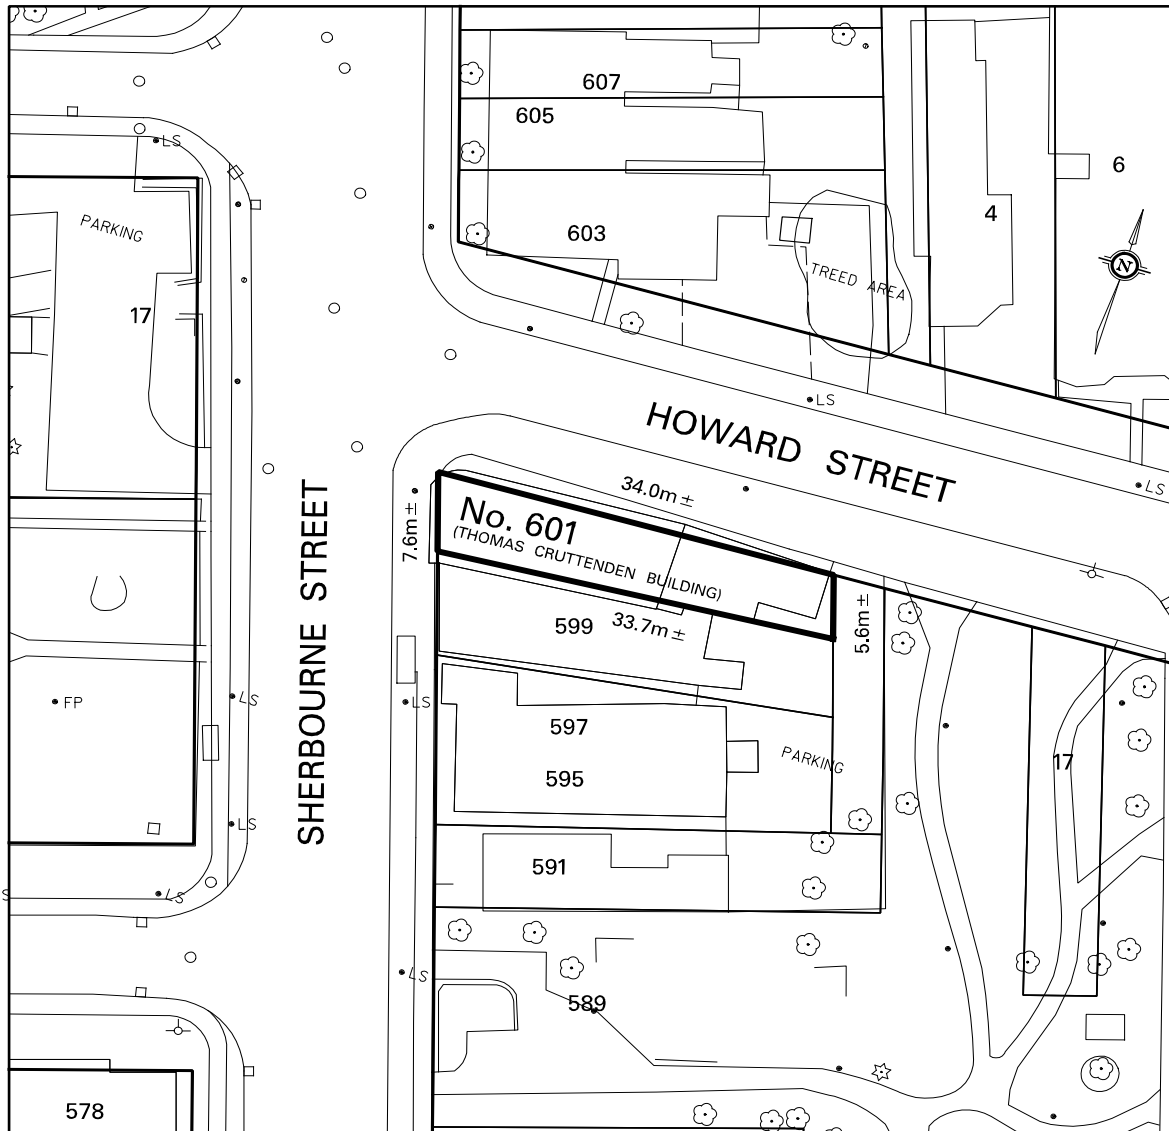 607
605
LS
6
4
PARKING
603
N
TREED AREA
17
LS
HOWARD STREET
LS
34.0m ±
7.6m ±
No. 601
(THOMAS CRUTTENDEN BUILDING)
SHERBOURNE STREET
5.6m ±
599
33.7m ±
LS
LS
FP
597
PARKING
17
595
LS
591
LS
S
LS
589
578